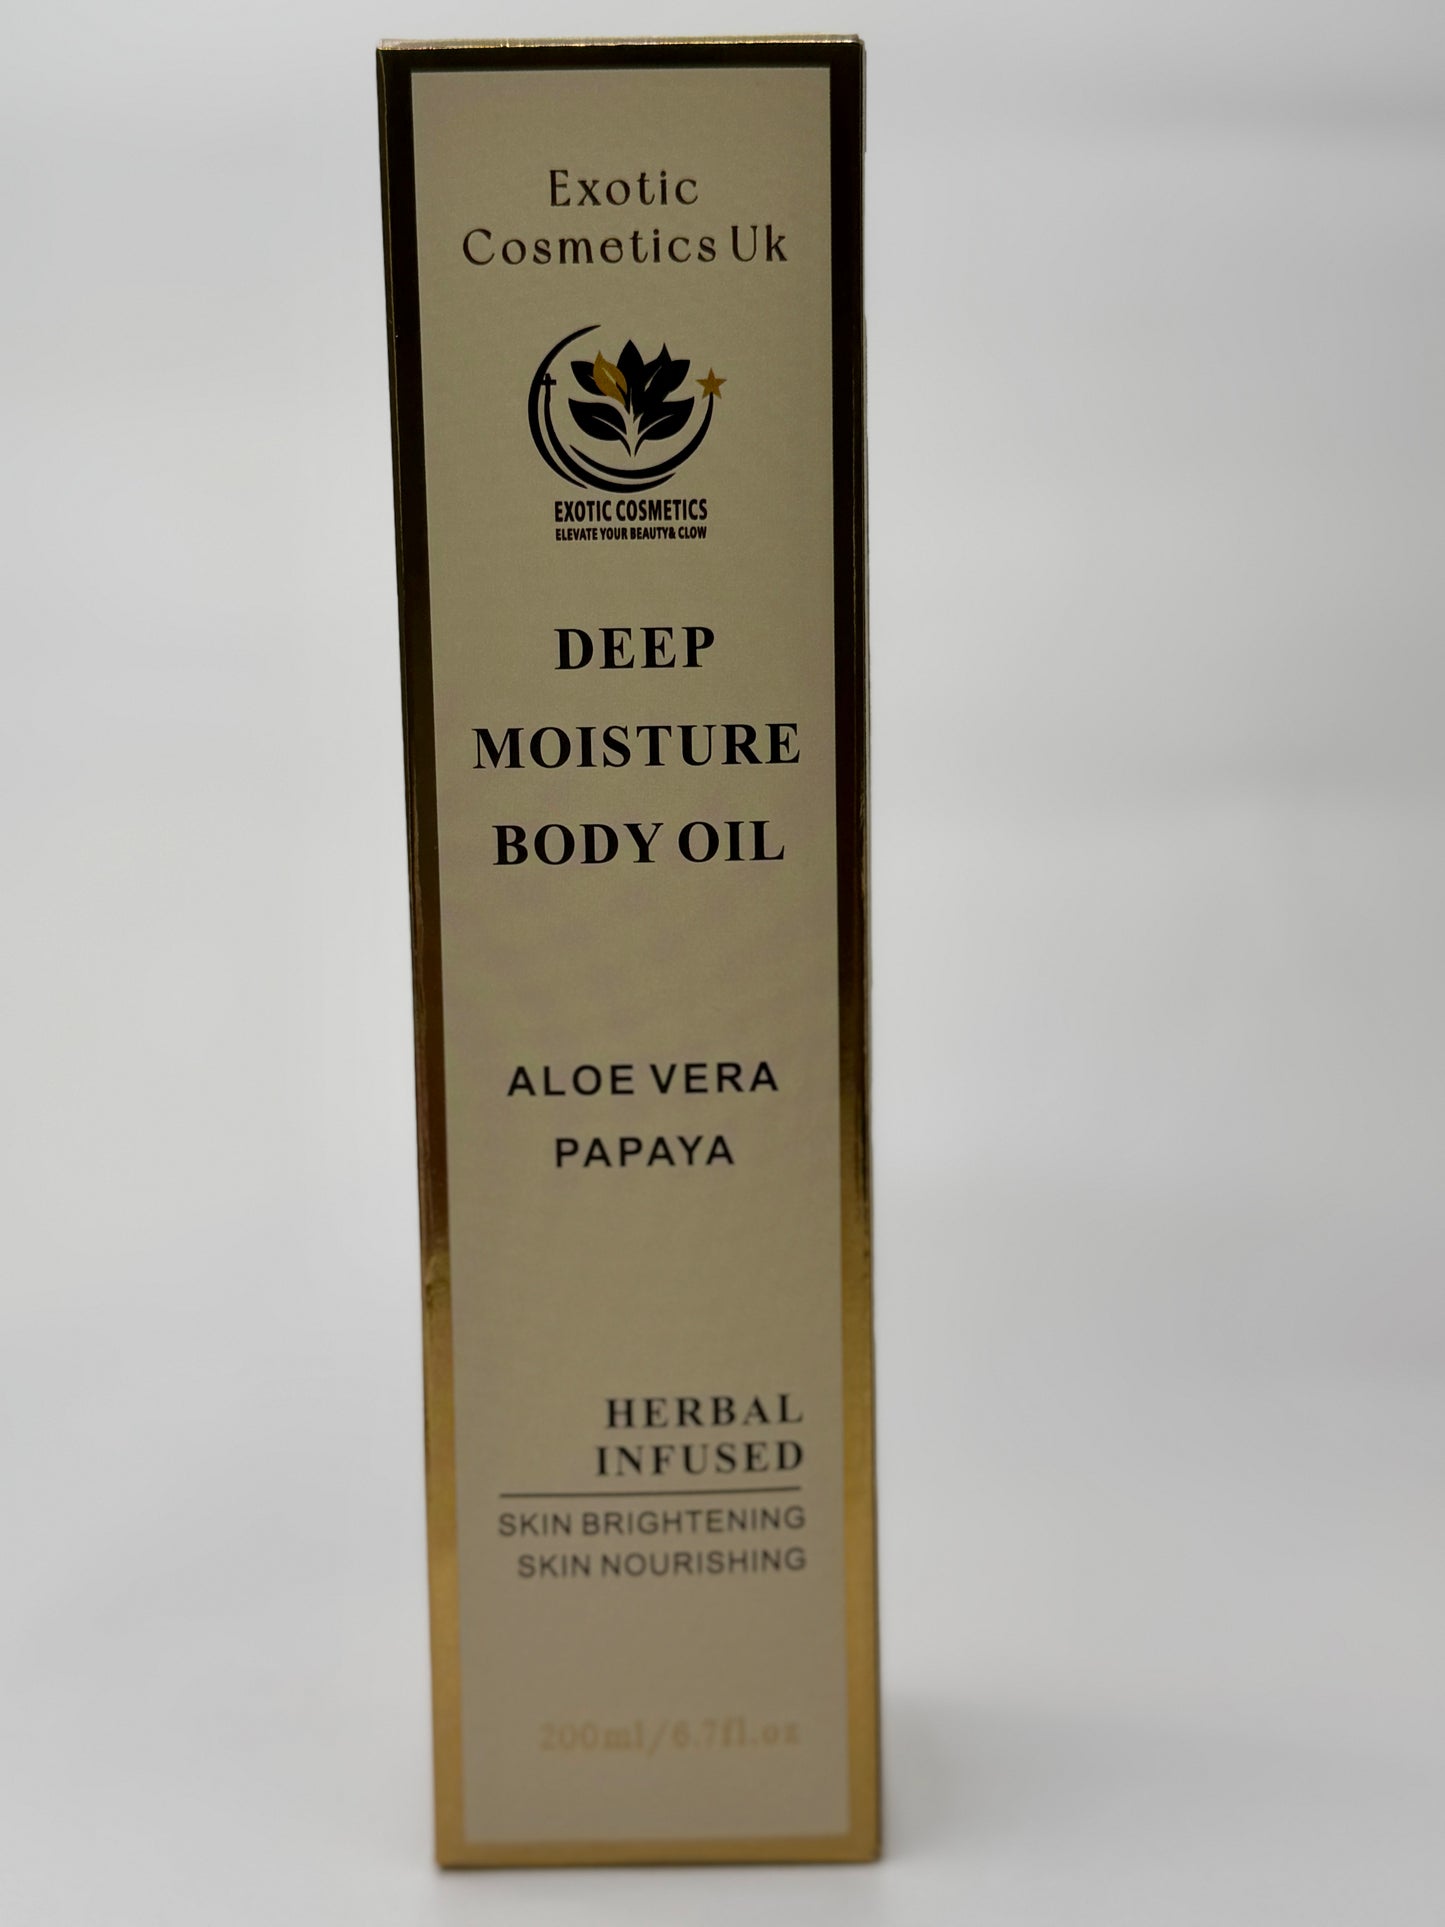 Exotic
Cosmetics Uk
EXOTIC COSMETICS
ELEVATE YOUR BEAUTY& CLOW
DEEP
MOISTURE
BODY OIL
ALOE VERA
PAPAYA
HERBAL
INFUSED
SKIN BRIGHTENING
SKIN NOURISHING
200ml/6.7fl.oz